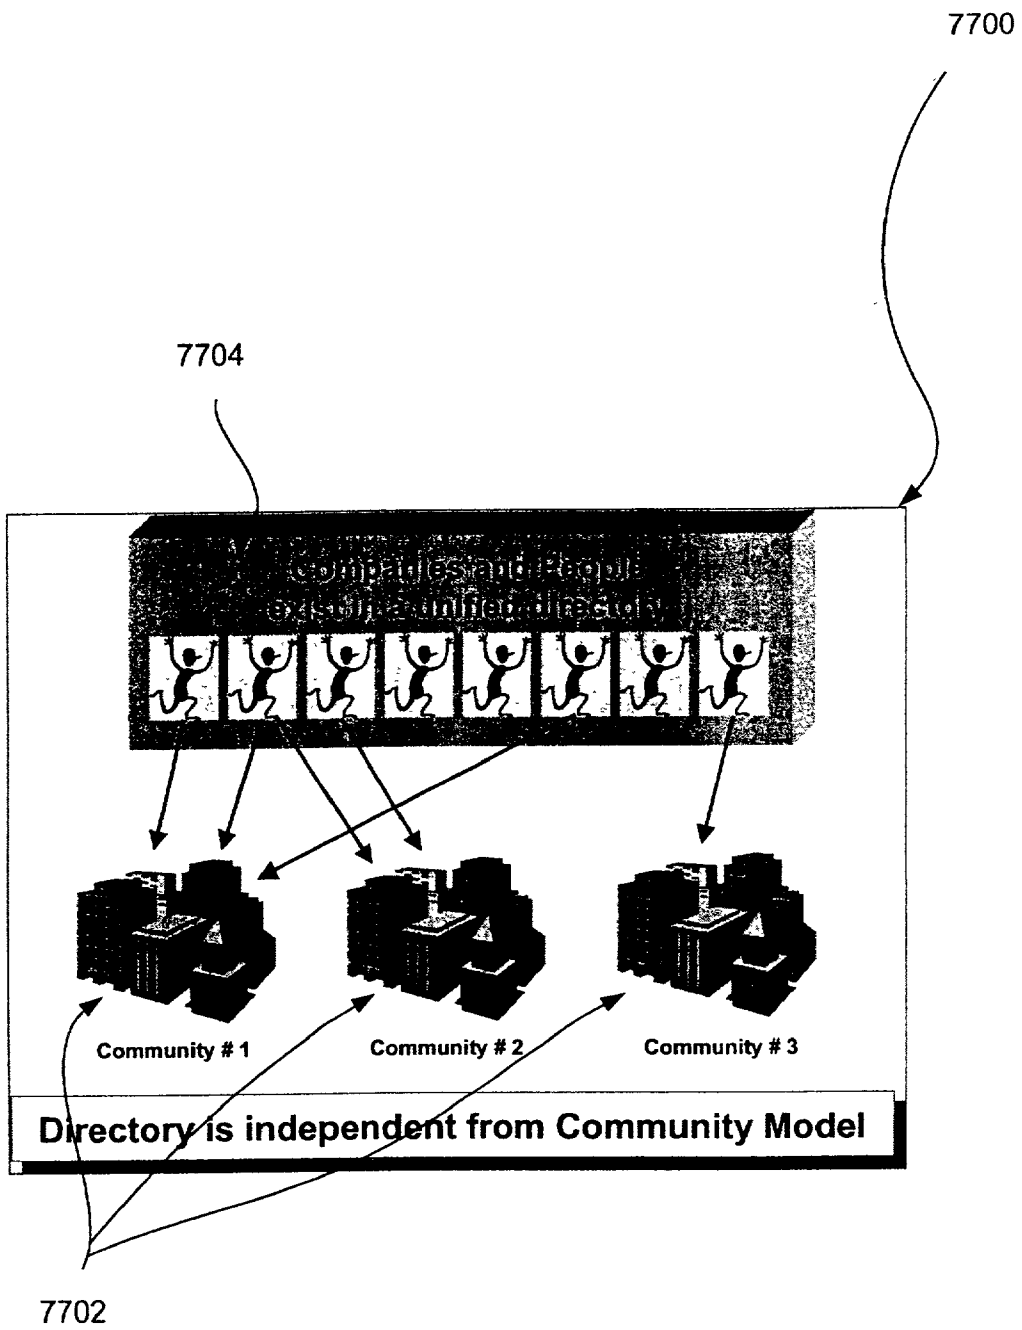 7700
7704
Companies and People
exist in a unified directory
Community # 1
Community # 2
Community # 3
Directory is independent from Community Model
7702